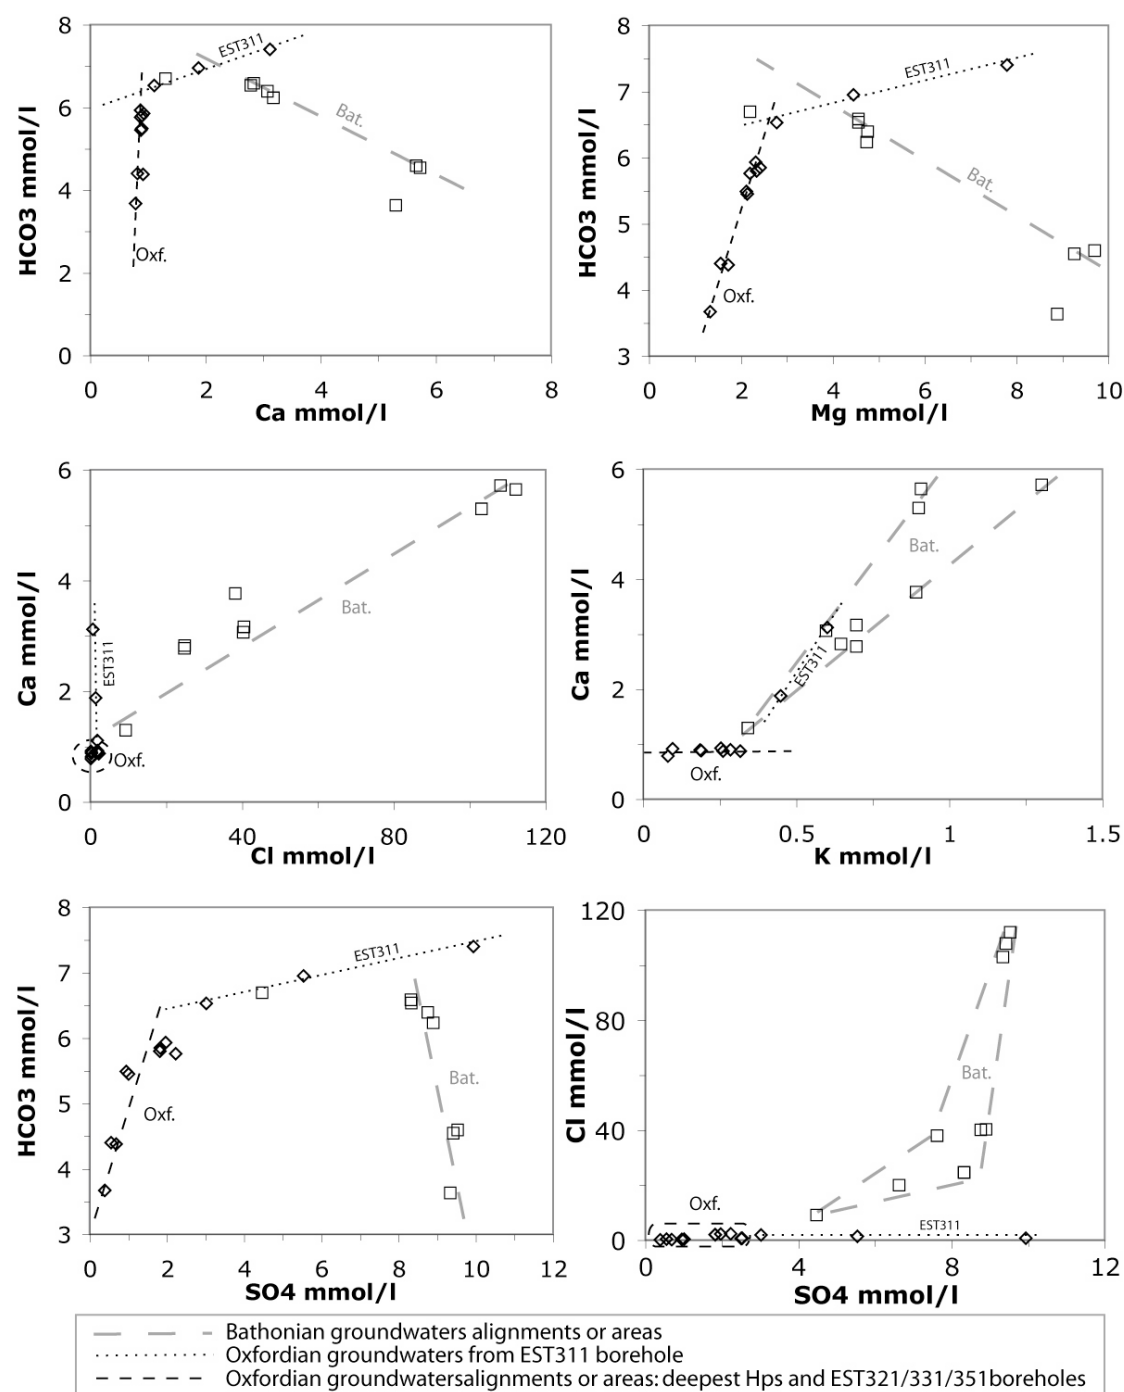 8
6
4
2
0
HCO3 mmol/l
EST311
Bat.
Oxf.
0 2 4 6 8
Ca mmol/l
8
7
6
5
4
3
HCO3 mmol/l
EST311
Bat.
Oxf.
0 2 4 6 8 10
Mg mmol/l
6
4
2
0
Ca mmol/l
EST311
Bat.
Oxf.
0 40 80 120
Cl mmol/l
6
4
2
0
Ca mmol/l
Bat.
EST311
Oxf.
0 0.5 1 1.5
K mmol/l
8
7
6
5
4
3
HCO3 mmol/l
EST311
Bat.
Oxf.
0 2 4 6 8 10 12
SO4 mmol/l
120
80
40
0
Cl mmol/l
Bat.
Oxf.
EST311
0 4 8 12
SO4 mmol/l
Bathonian groundwaters alignments or areas
Oxfordian groundwaters from EST311 borehole
Oxfordian groundwatersalignments or areas: deepest Hps and EST321/331/351boreholes